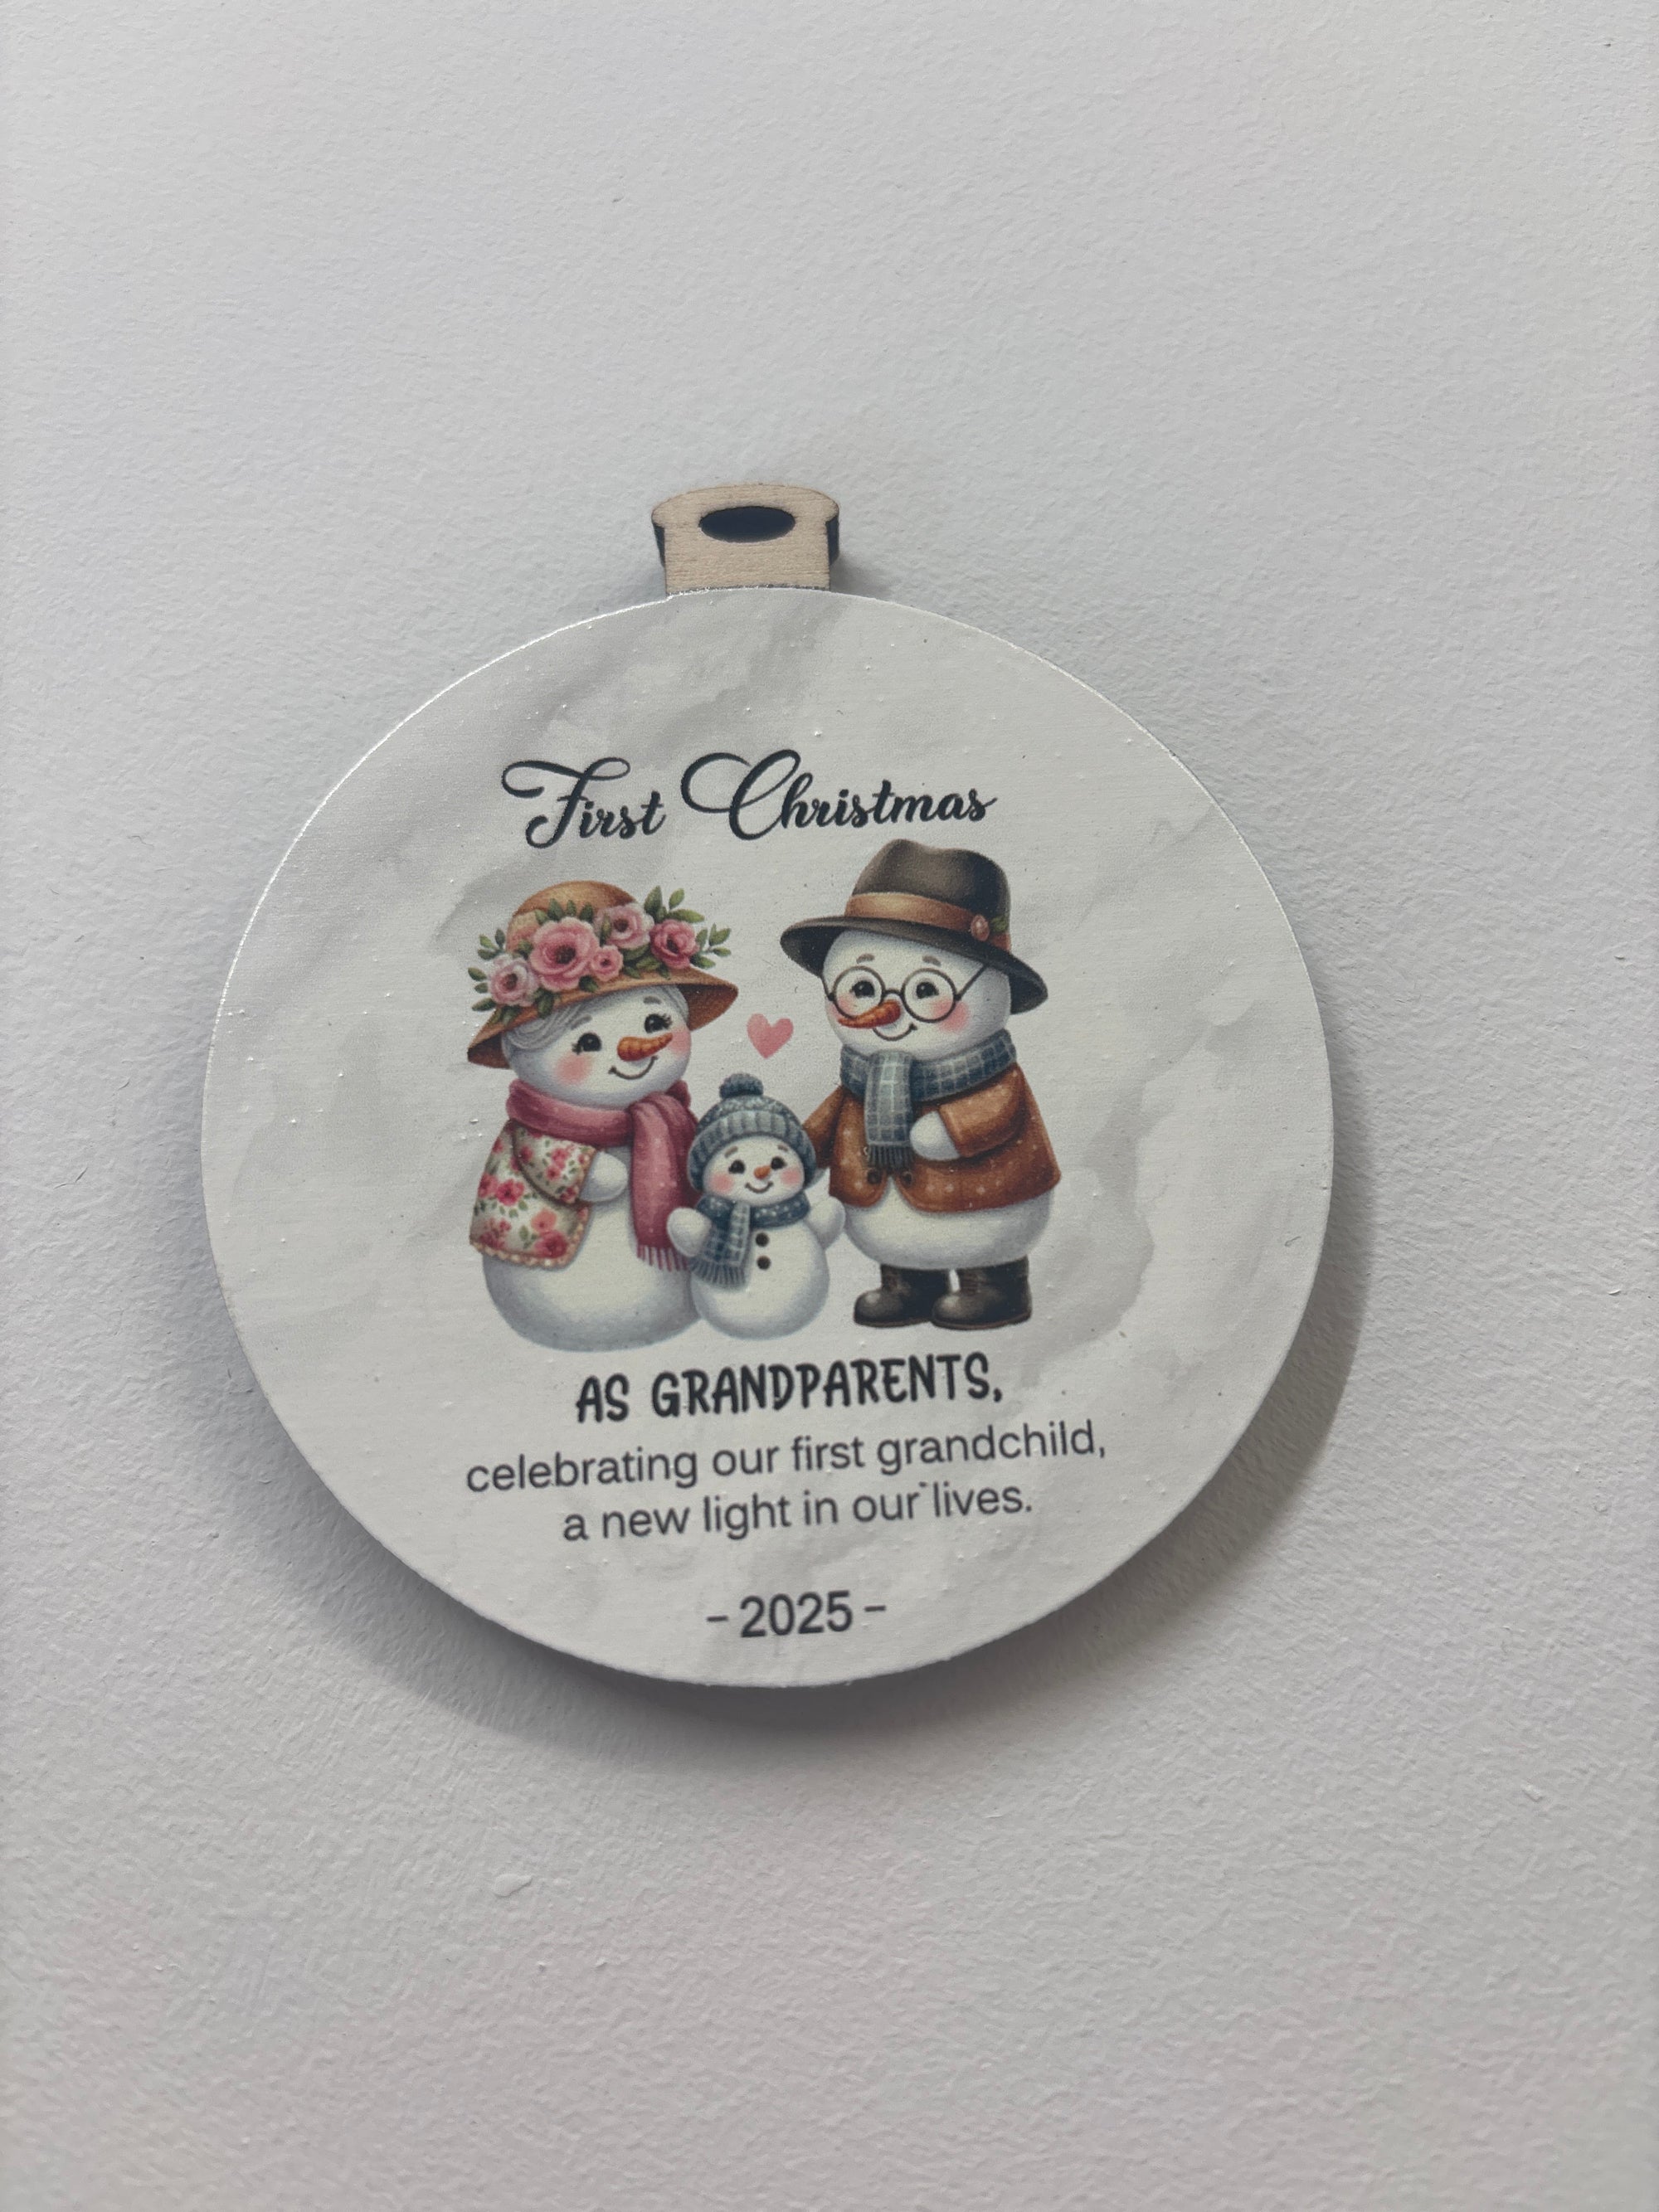 First Christmas
AS GRANDPARENTS,
celebrating our first grandchild,
a new light in our lives.
- 2025 -